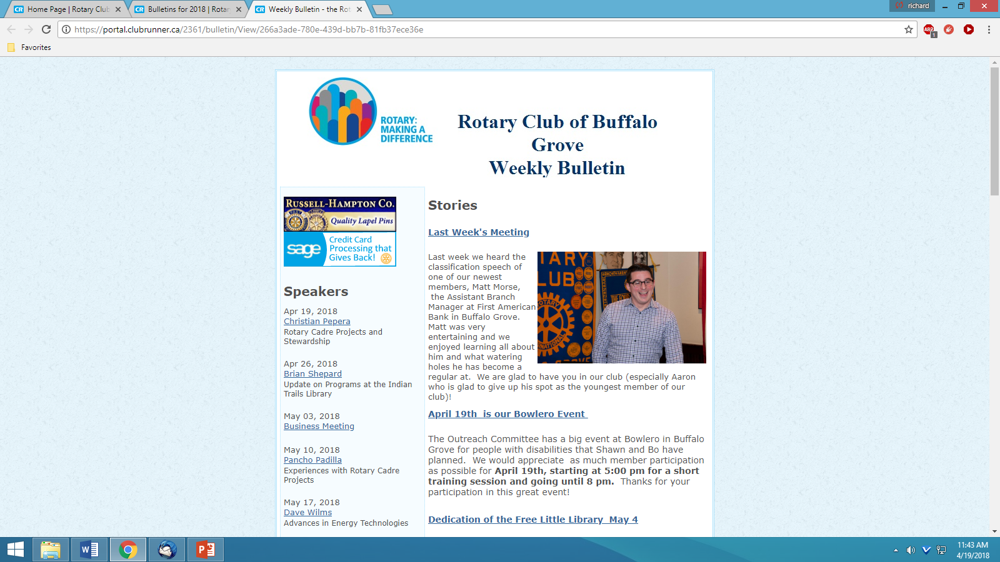 Home Page | Rotary Club
Bulletins for 2018 | Rotar
Weekly Bulletin - the Rot
richard
https://portal.clubrunner.ca/2361/bulletin/View/266a3ade-780e-439d-bb7b-81fb37ece36e
ABP
1
Favorites
ROTARY:
MAKING A
DIFFERENCE
Rotary Club of Buffalo
Grove
Weekly Bulletin
RUSSELL-HAMPTON CO.
Quality Lapel Pins
sage
Credit Card
Processing that
Gives Back!
Speakers
Apr 19, 2018
Christian Pepera
Rotary Cadre Projects and
Stewardship
Apr 26, 2018
Brian Shepard
Update on Programs at the Indian
Trails Library
May 03, 2018
Business Meeting
May 10, 2018
Pancho Padilla
Experiences with Rotary Cadre
Projects
May 17, 2018
Dave Wilms
Advances in Energy Technologies
Stories
Last Week's Meeting
Last week we heard the
classification speech of
one of our newest
members, Matt Morse,
the Assistant Branch
Manager at First American
Bank in Buffalo Grove.
Matt was very
entertaining and we
enjoyed learning all about
him and what watering
holes he has become a
regular at.  We are glad to have you in our club (especially Aaron
who is glad to give up his spot as the youngest member of our
club)!
TARY
CLUB
ROTARY
April 19th  is our Bowlero Event
The Outreach Committee has a big event at Bowlero in Buffalo
Grove for people with disabilities that Shawn and Bo have
planned.  We would appreciate  as much member participation
as possible for April 19th, starting at 5:00 pm for a short
training session and going until 8 pm.  Thanks for your
participation in this great event!
Dedication of the Free Little Library  May 4
11:43 AM
4/19/2018